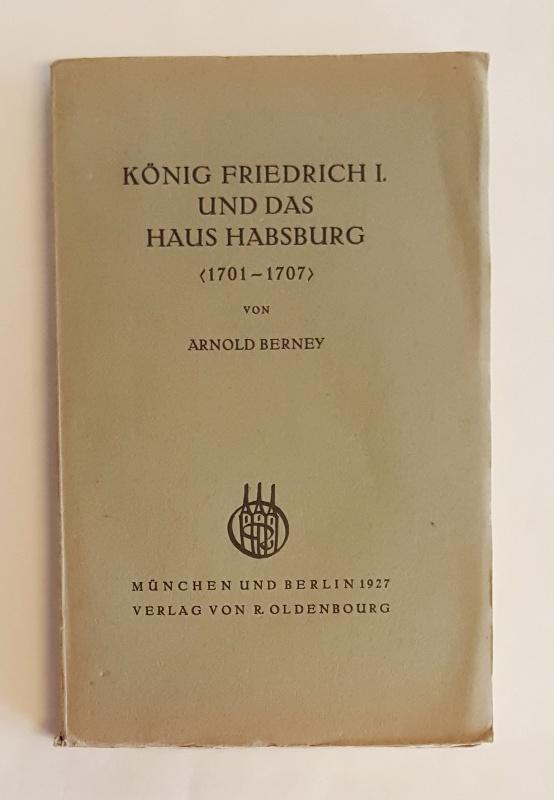 KÖNIG FRIEDRICH I.
UND DAS
HAUS HABSBURG
⟨1701–1707⟩
VON
ARNOLD BERNEY
MÜNCHEN UND BERLIN 1927
VERLAG VON R. OLDENBOURG